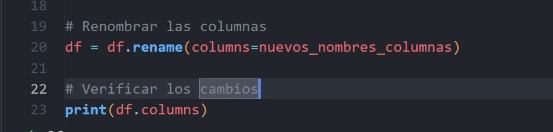 18
19 # Renombrar las columnas
20 df = df.rename(columns=nuevos_nombres_columnas)
21
22 # Verificar los cambios
23 print(df.columns)